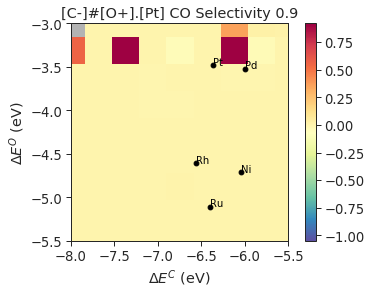 [C-]#[O+].[Pt] CO Selectivity 0.9
−3.0
−3.5
−4.0
−4.5
−5.0
−5.5
ΔE^O (eV)
Pt
Pd
Rh
Ni
Ru
−8.0 −7.5 −7.0 −6.5 −6.0 −5.5
ΔE^C (eV)
0.75
0.50
0.25
0.00
−0.25
−0.50
−0.75
−1.00